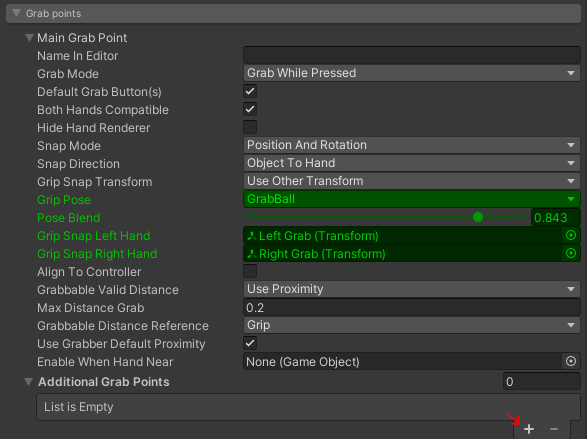 Grab points
Main Grab Point
Name In Editor
Grab Mode Grab While Pressed
Default Grab Button(s)
Both Hands Compatible
Hide Hand Renderer
Snap Mode Position And Rotation
Snap Direction Object To Hand
Grip Snap Transform Use Other Transform
Grip Pose GrabBall
Pose Blend 0.843
Grip Snap Left Hand Left Grab (Transform)
Grip Snap Right Hand Right Grab (Transform)
Align To Controller
Grabbable Valid Distance Use Proximity
Max Distance Grab 0.2
Grabbable Distance Reference Grip
Use Grabber Default Proximity
Enable When Hand Near None (Game Object)
Additional Grab Points 0
List is Empty
+ −